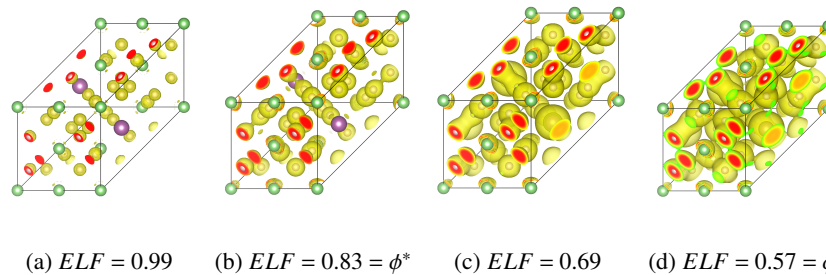 (a) ELF = 0.99 (b) ELF = 0.83 = ϕ* (c) ELF = 0.69 (d) ELF = 0.57 =